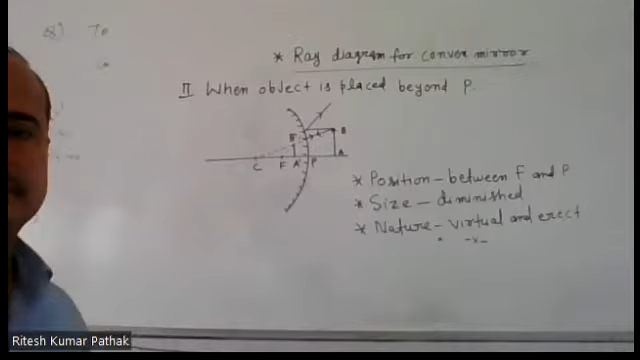 * Ray diagram for convex mirror
II When object is placed beyond P.
B' B
C F A' P A
* Position - between F and P
* Size - diminished
* Nature - virtual and erect
-x-
Ritesh Kumar Pathak